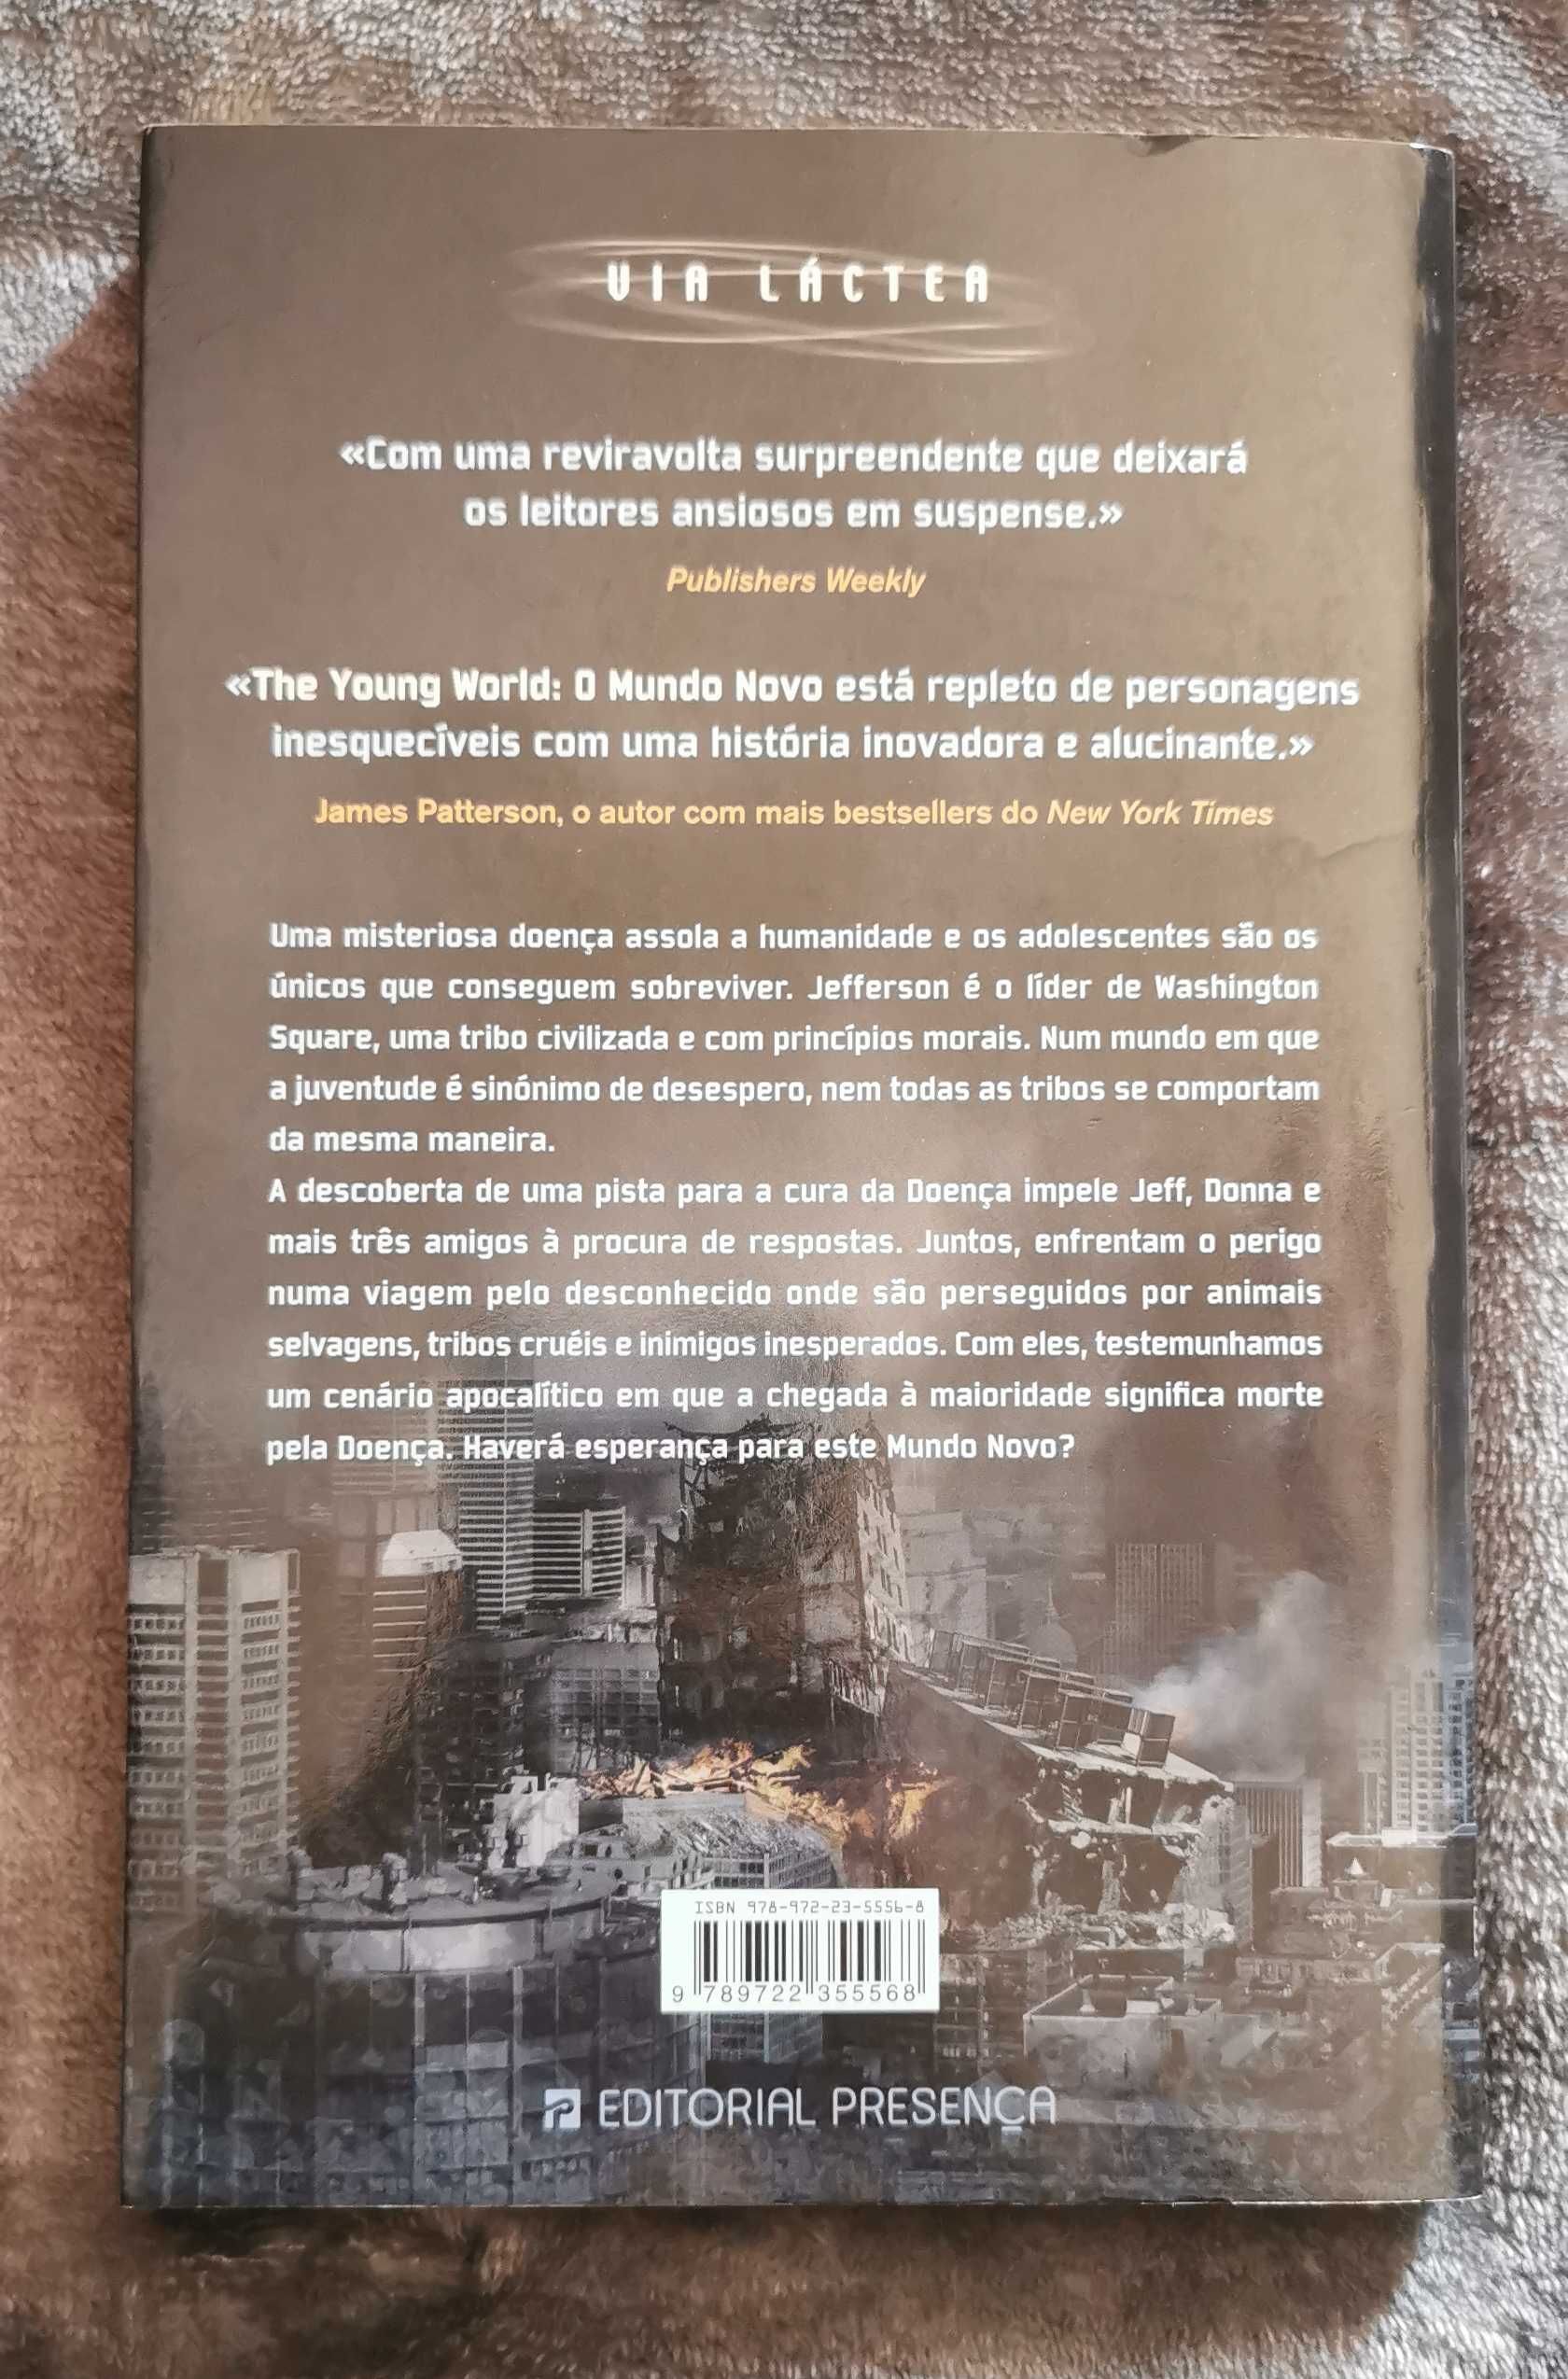 VIA LÁCTEA
«Com uma reviravolta surpreendente que deixará
os leitores ansiosos em suspense.»
Publishers Weekly
«The Young World: O Mundo Novo está repleto de personagens
inesquecíveis com uma história inovadora e alucinante.»
James Patterson, o autor com mais bestsellers do New York Times
Uma misteriosa doença assola a humanidade e os adolescentes são os
únicos que conseguem sobreviver. Jefferson é o líder de Washington
Square, uma tribo civilizada e com princípios morais. Num mundo em que
a juventude é sinónimo de desespero, nem todas as tribos se comportam
da mesma maneira.
A descoberta de uma pista para a cura da Doença impele Jeff, Donna e
mais três amigos à procura de respostas. Juntos, enfrentam o perigo
numa viagem pelo desconhecido onde são perseguidos por animais
selvagens, tribos cruéis e inimigos inesperados. Com eles, testemunhamos
um cenário apocalítico em que a chegada à maioridade significa morte
pela Doença. Haverá esperança para este Mundo Novo?
ISBN 978-972-23-5556-8
9 789722 355568
EDITORIAL PRESENÇA